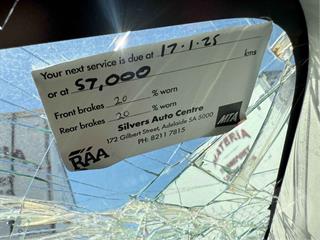 Your next service is due at 17·1·25
or at 57,000 kms
Front brakes 20 % worn
Rear brakes 20 % worn
Silvers Auto Centre
172 Gilbert Street, Adelaide SA 5000
PH: 8211 7815
RAA
MTA